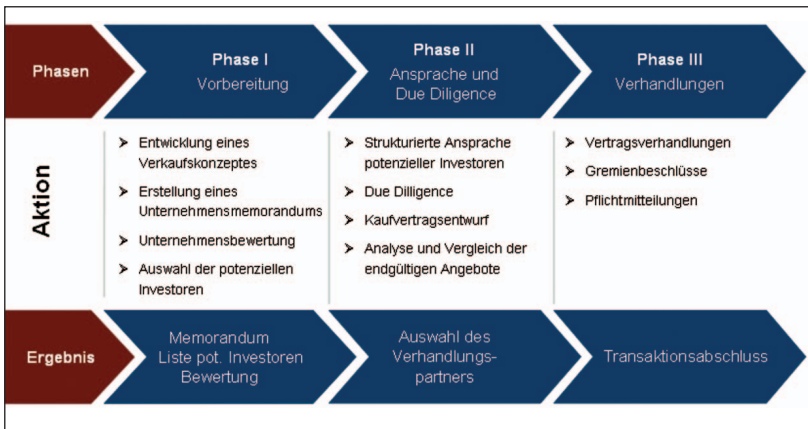 Phasen
Phase I
Vorbereitung
Phase II
Ansprache und
Due Diligence
Phase III
Verhandlungen
Aktion
Entwicklung eines
Verkaufskonzeptes
Erstellung eines
Unternehmensmemorandums
Unternehmensbewertung
Auswahl der potenziellen
Investoren
Strukturierte Ansprache
potenzieller Investoren
Due Dilligence
Kaufvertragsentwurf
Analyse und Vergleich der
endgültigen Angebote
Vertragsverhandlungen
Gremienbeschlüsse
Pflichtmitteilungen
Ergebnis
Memorandum
Liste pot. Investoren
Bewertung
Auswahl des
Verhandlungs-
partners
Transaktionsabschluss